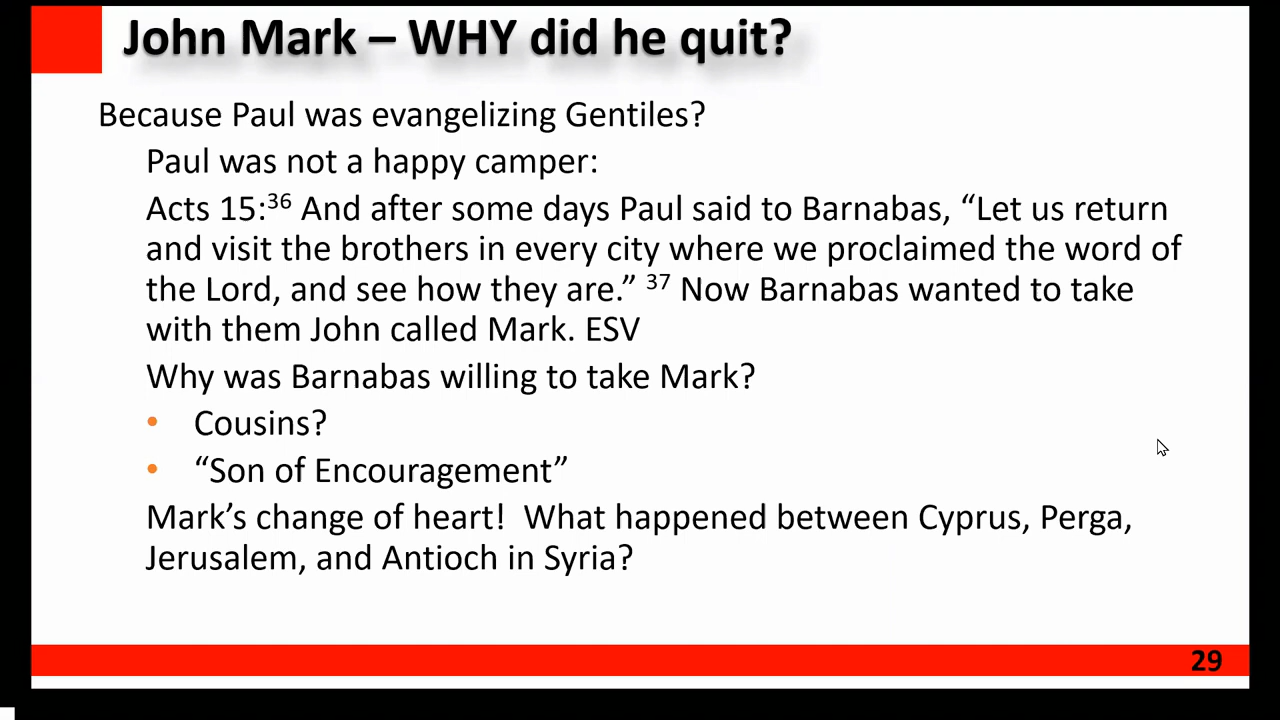 John Mark – WHY did he quit?
Because Paul was evangelizing Gentiles?
Paul was not a happy camper:
Acts 15:³⁶ And after some days Paul said to Barnabas, “Let us return
and visit the brothers in every city where we proclaimed the word of
the Lord, and see how they are.” ³⁷ Now Barnabas wanted to take
with them John called Mark. ESV
Why was Barnabas willing to take Mark?
• Cousins?
• “Son of Encouragement”
Mark’s change of heart!  What happened between Cyprus, Perga,
Jerusalem, and Antioch in Syria?
29